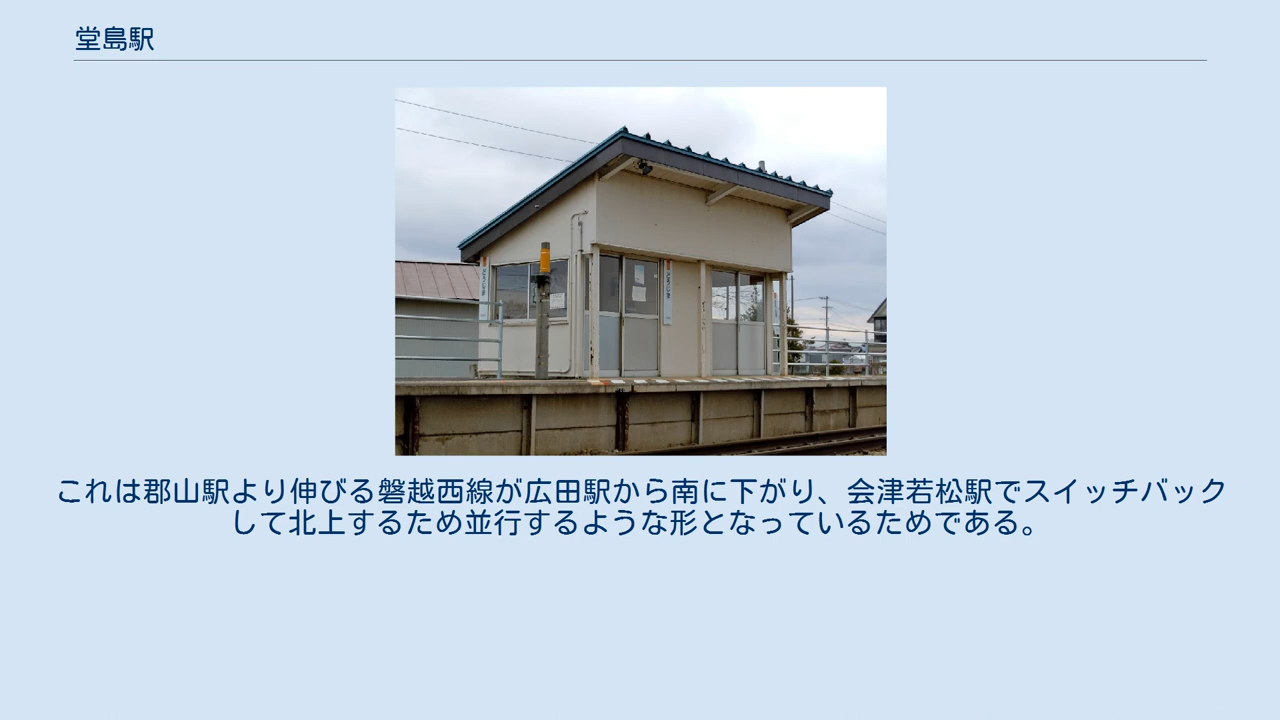 堂島駅
これは郡山駅より伸びる磐越西線が広田駅から南に下がり、会津若松駅でスイッチバック
して北上するため並行するような形となっているためである。